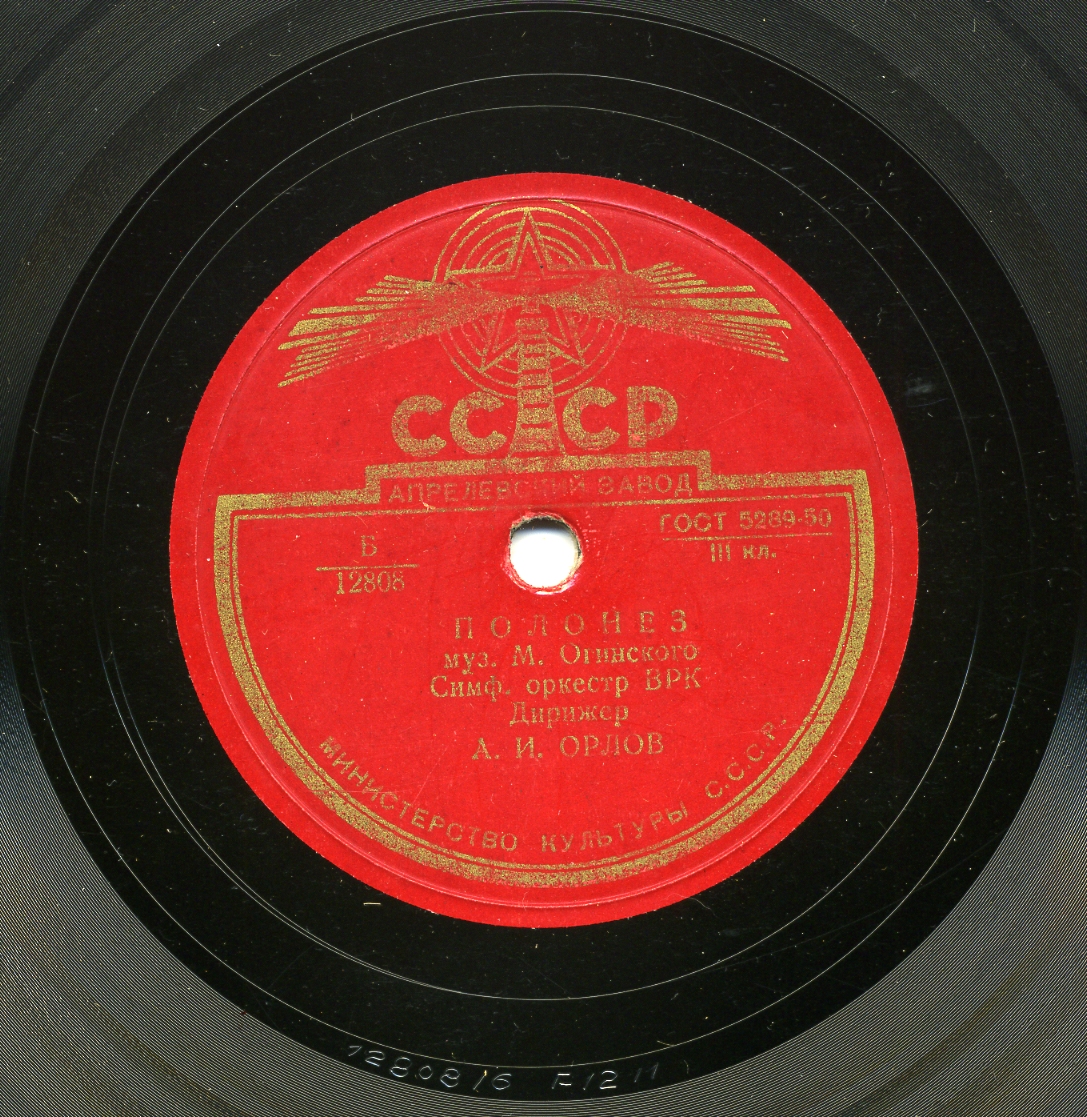 СССР
АПРЕЛЕВСКИЙ ЗАВОД
Б
12808
ГОСТ 5289-50
III кл.
ПОЛОНЕЗ
муз. М. Огинского
Симф. оркестр ВРК
Дирижер
А. И. ОРЛОВ
МИНИСТЕРСТВО КУЛЬТУРЫ С.С.С.Р.
12808/6